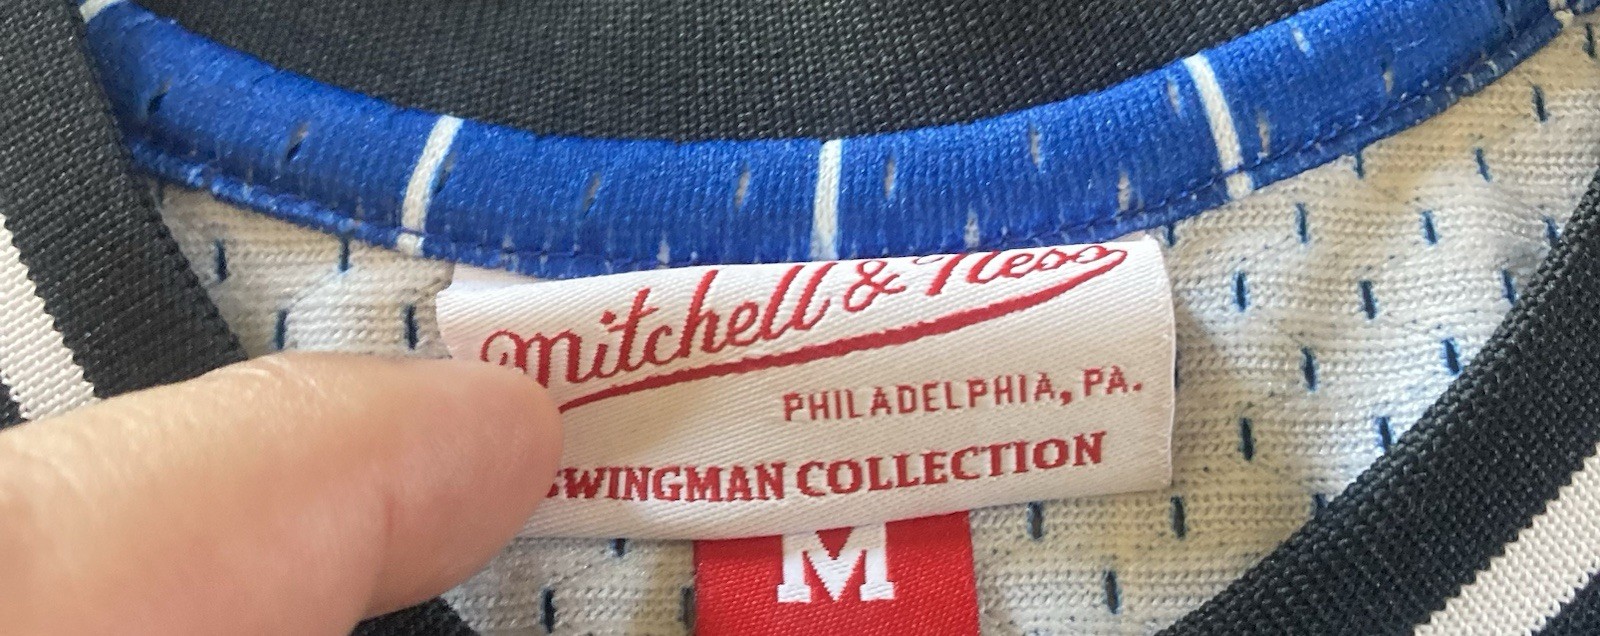 Mitchell & Ness
PHILADELPHIA, PA.
SWINGMAN COLLECTION
M